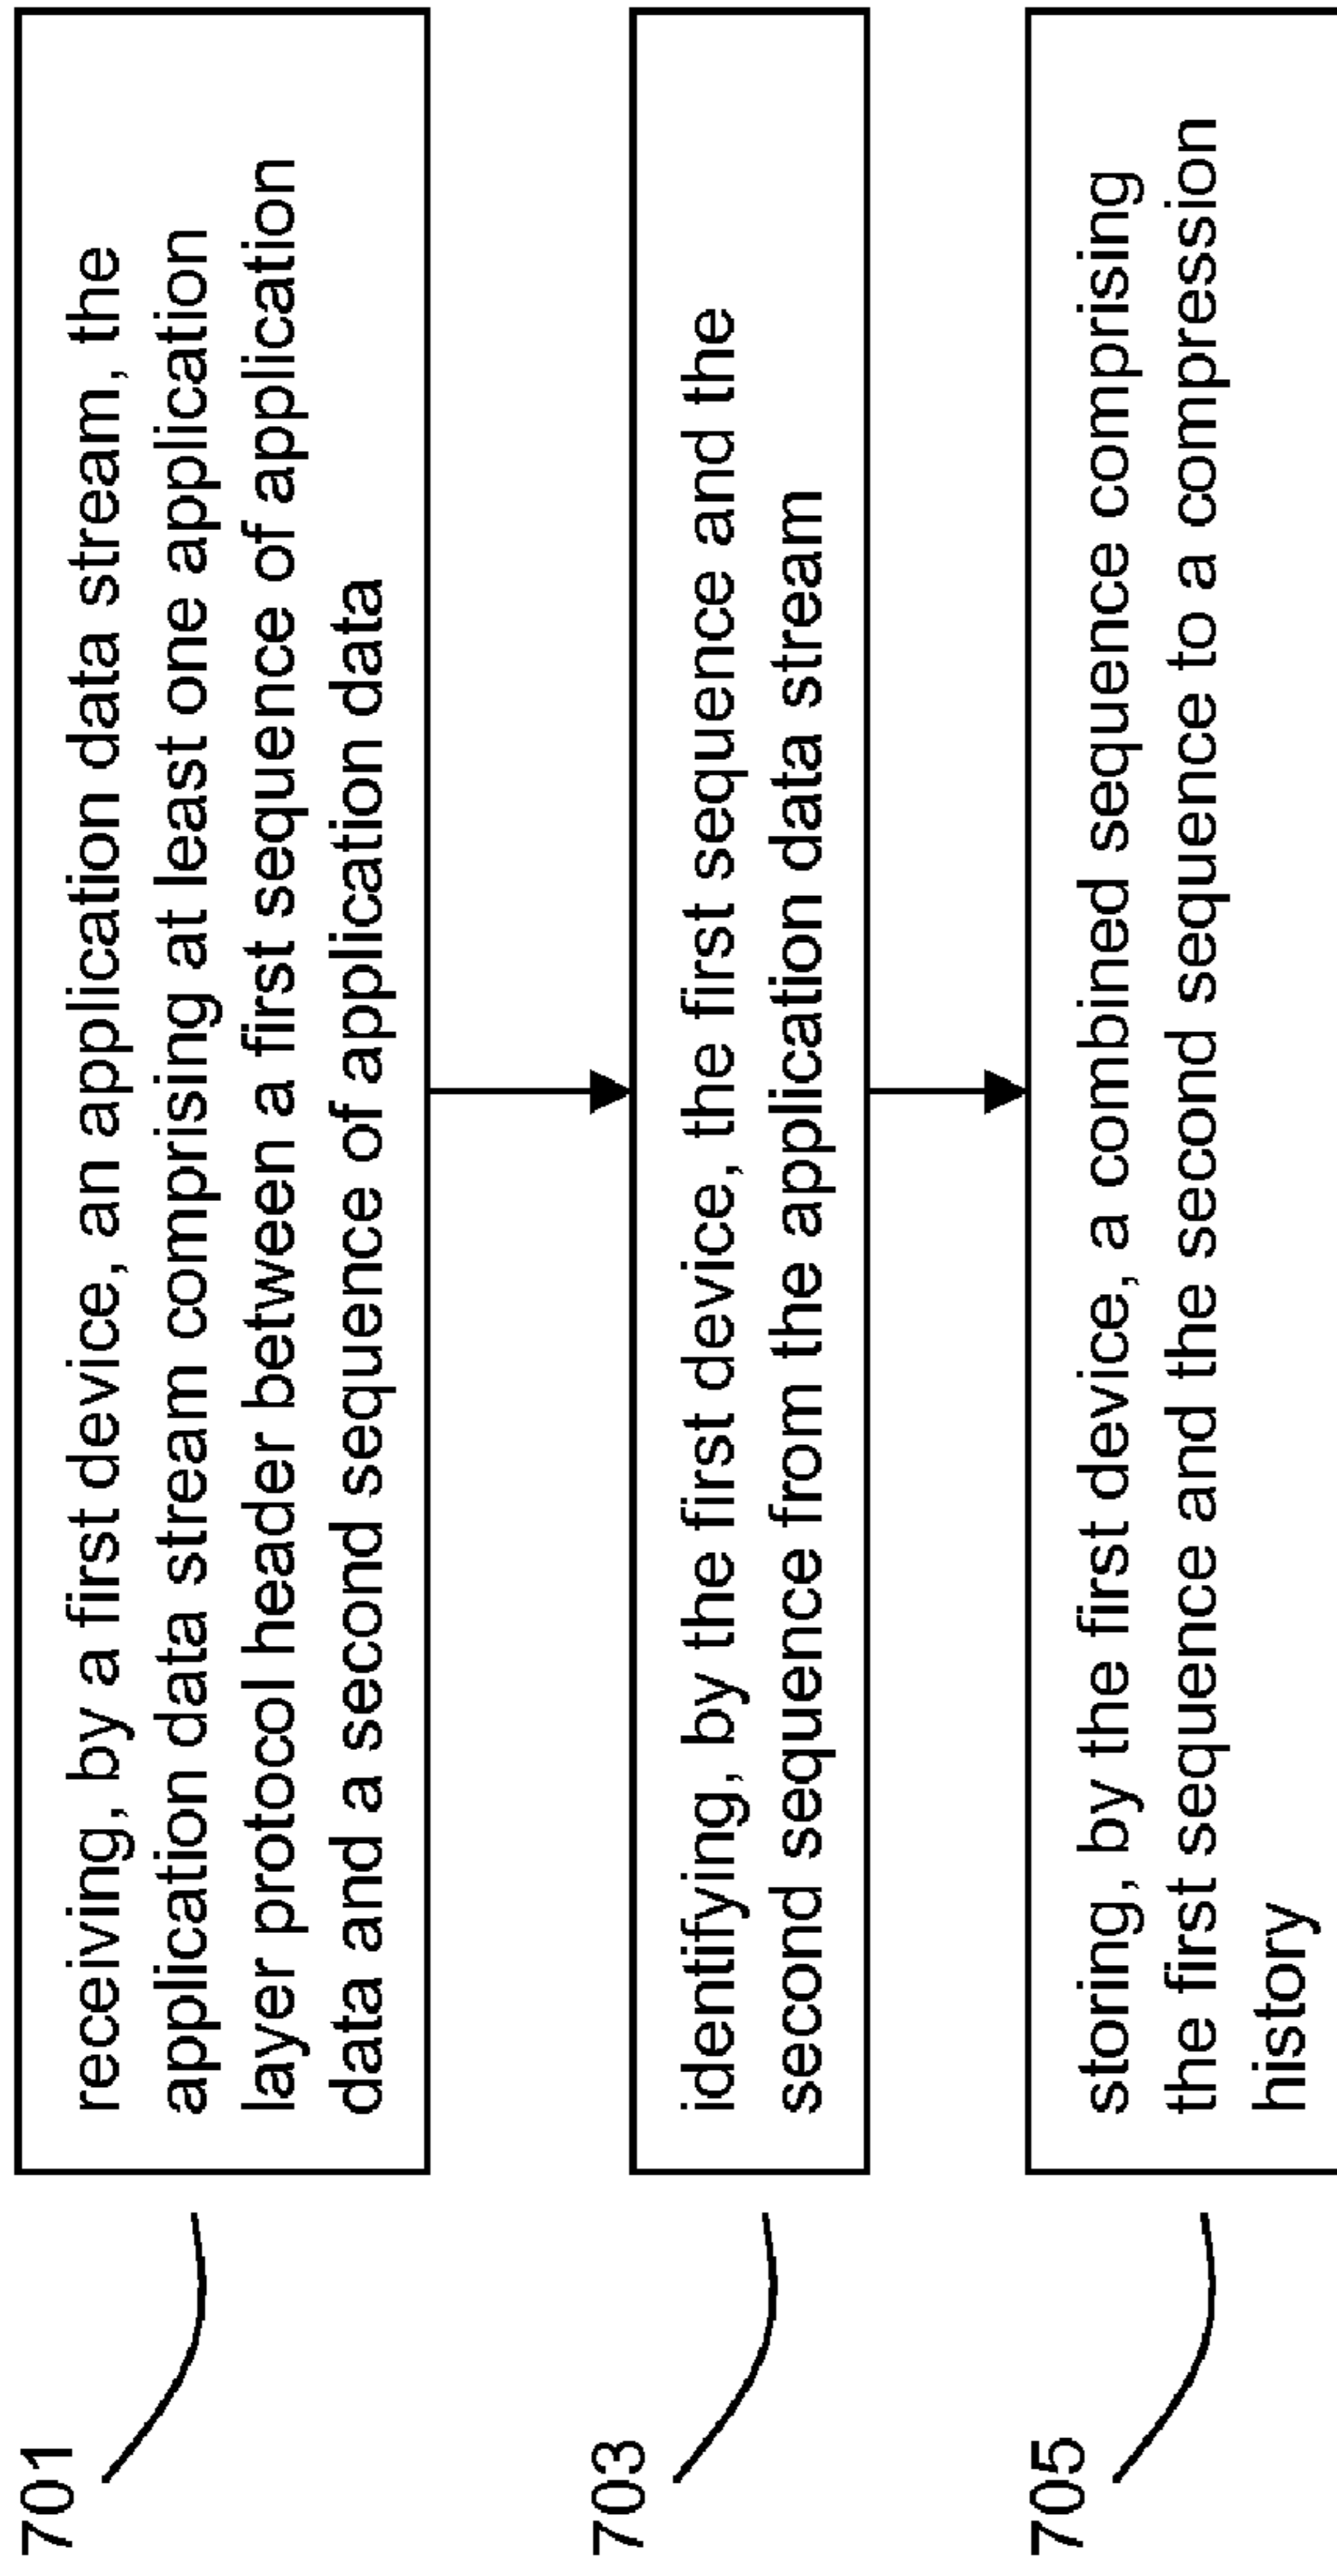 701
receiving, by a first device, an application data stream, the
application data stream comprising at least one application
layer protocol header between a first sequence of application
data and a second sequence of application data
703
identifying, by the first device, the first sequence and the
second sequence from the application data stream
705
storing, by the first device, a combined sequence comprising
the first sequence and the second sequence to a compression
history